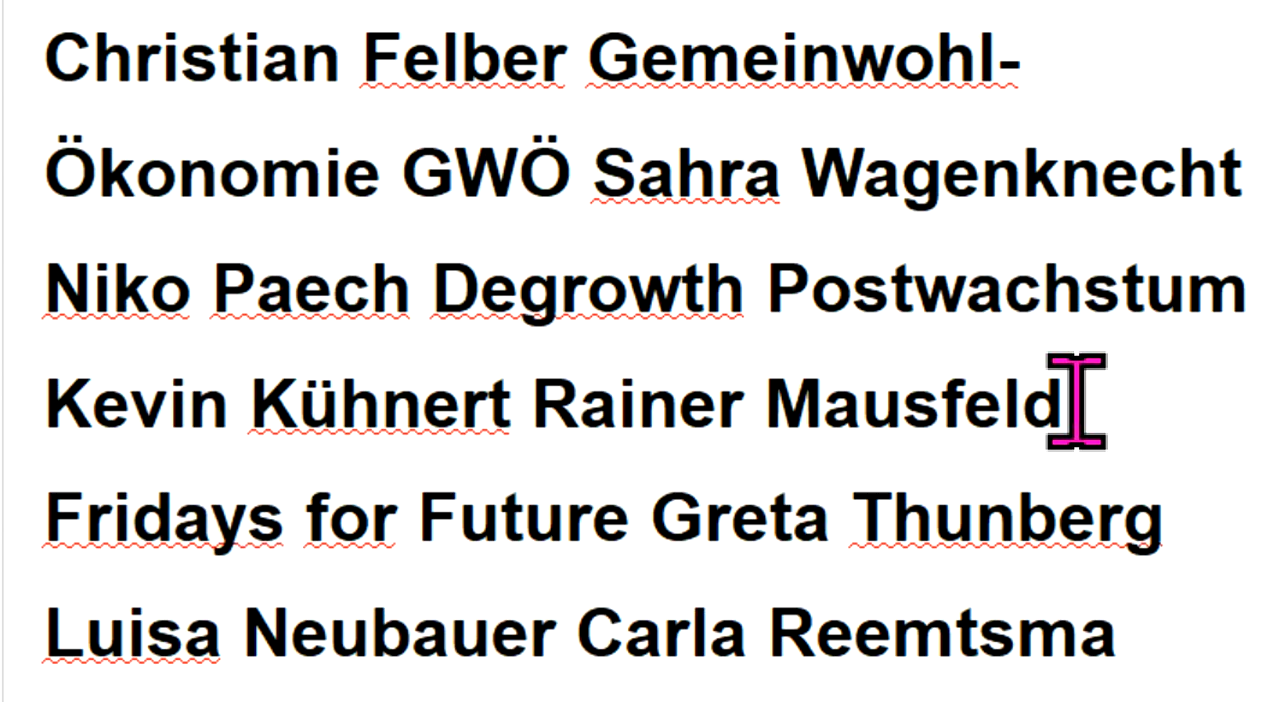 Christian Felber Gemeinwohl-
Ökonomie GWÖ Sahra Wagenknecht
Niko Paech Degrowth Postwachstum
Kevin Kühnert Rainer Mausfeld
Fridays for Future Greta Thunberg
Luisa Neubauer Carla Reemtsma